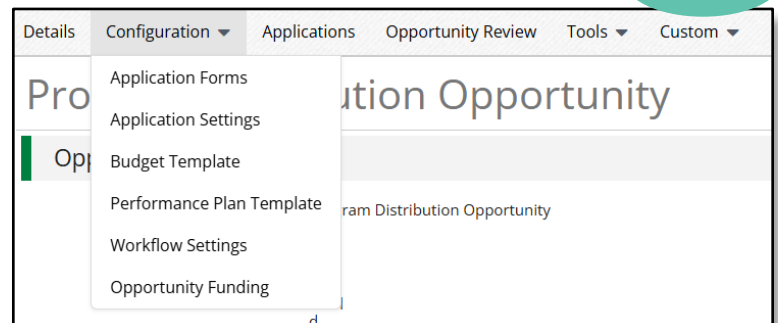 Details Configuration Applications Opportunity Review Tools Custom
Application Forms
Pro ution Opportunity
Application Settings
Opp
Budget Template
Performance Plan Template
ram Distribution Opportunity
Workflow Settings
Opportunity Funding
d